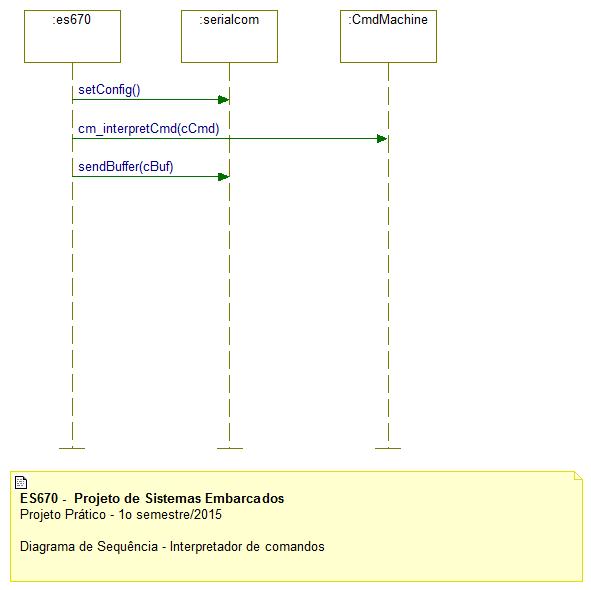 :es670
:serialcom
:CmdMachine
setConfig()
cm_interpretCmd(cCmd)
sendBuffer(cBuf)
ES670 - Projeto de Sistemas Embarcados
Projeto Prático - 1o semestre/2015
Diagrama de Sequência - Interpretador de comandos